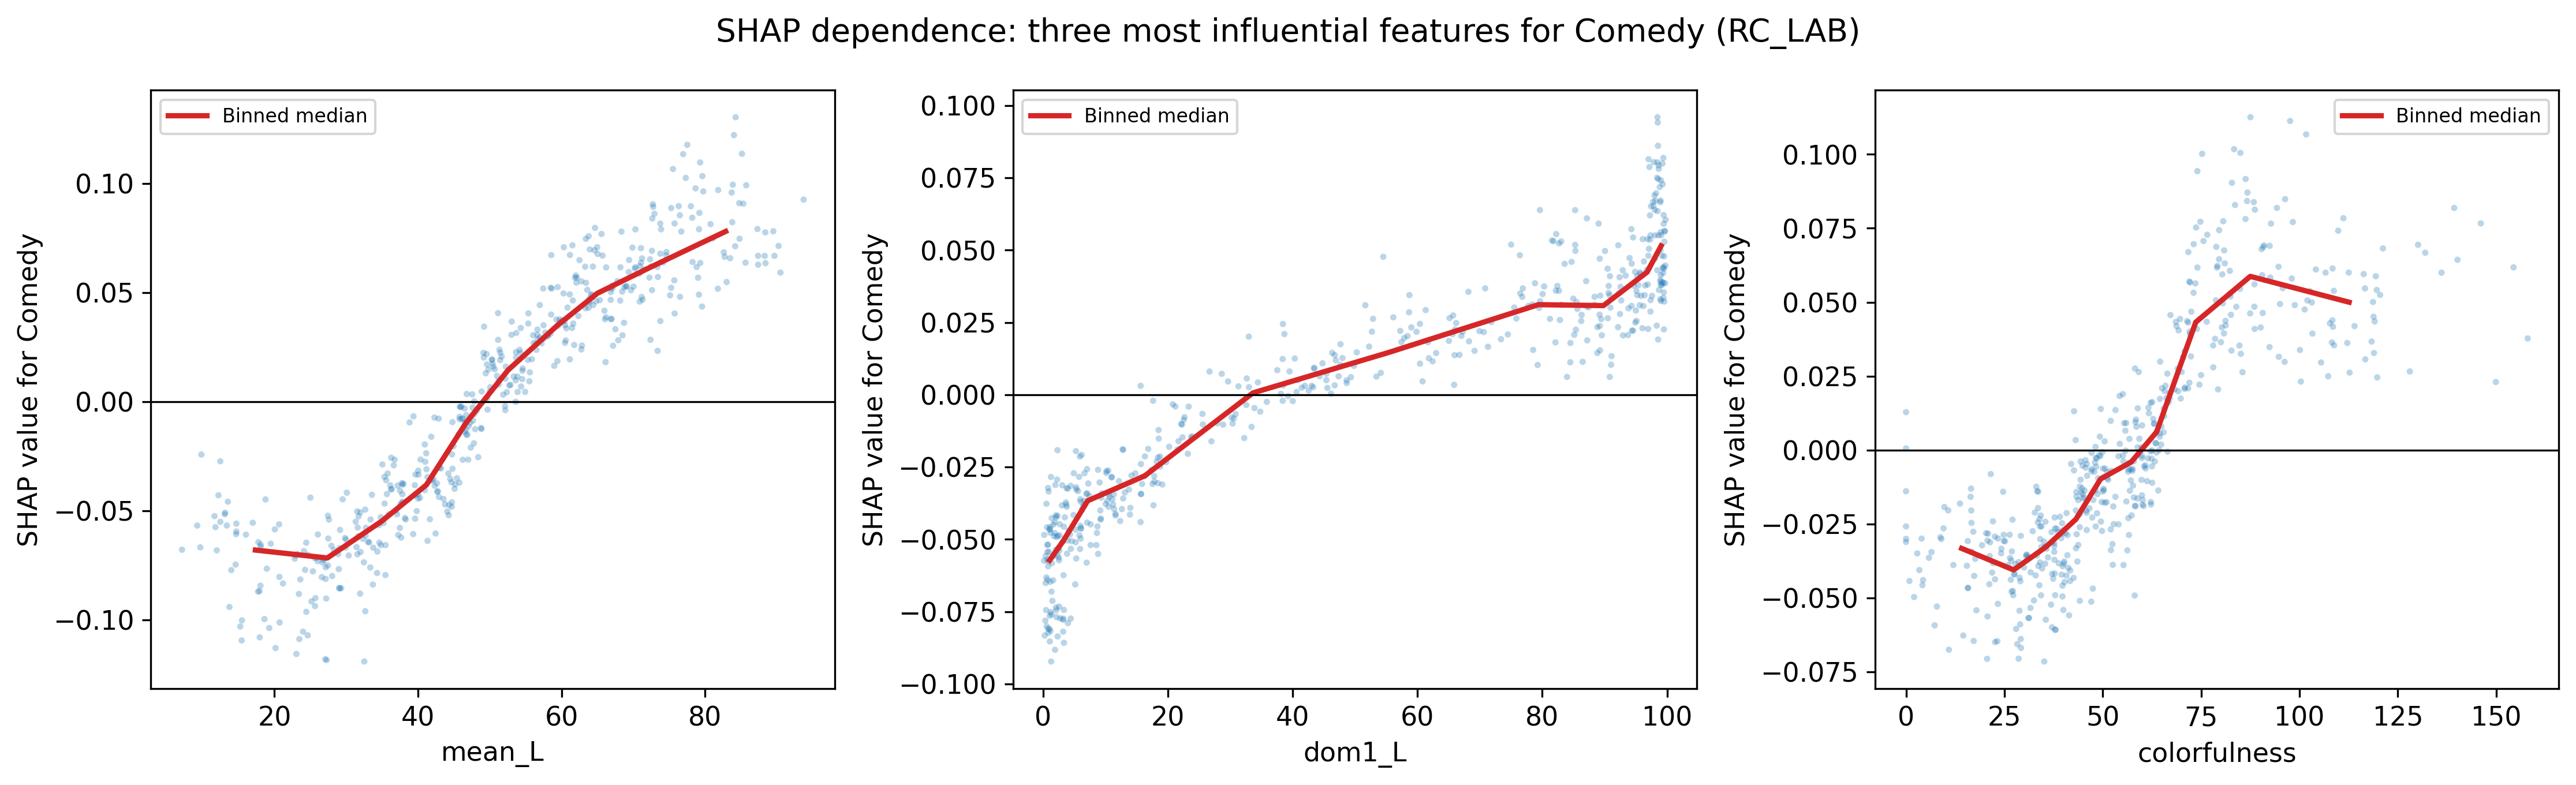 SHAP dependence: three most influential features for Comedy (RC_LAB)
SHAP value for Comedy
0.10
0.05
0.00
−0.05
−0.10
Binned median
20 40 60 80
mean_L
SHAP value for Comedy
0.100
0.075
0.050
0.025
0.000
−0.025
−0.050
−0.075
−0.100
Binned median
0 20 40 60 80 100
dom1_L
SHAP value for Comedy
0.100
0.075
0.050
0.025
0.000
−0.025
−0.050
−0.075
Binned median
0 25 50 75 100 125 150
colorfulness